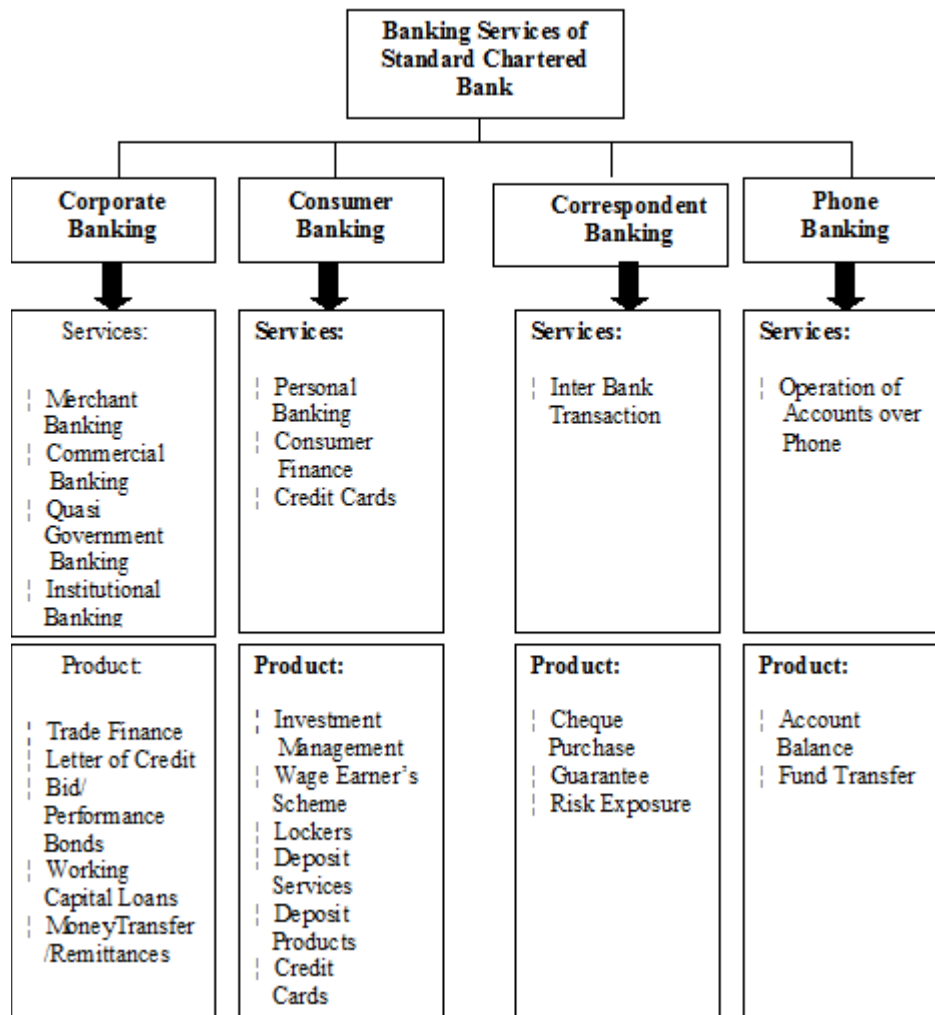 Banking Services of
Standard Chartered
Bank
Corporate
Banking
Consumer
Banking
Correspondent
Banking
Phone
Banking
Services:
Merchant
Banking
Commercial
Banking
Quasi
Government
Banking
Institutional
Banking
Services:
Personal
Banking
Consumer
Finance
Credit Cards
Services:
Inter Bank
Transaction
Services:
Operation of
Accounts over
Phone
Product:
Trade Finance
Letter of Credit
Bid/
Performance
Bonds
Working
Capital Loans
MoneyTransfer
/Remittances
Product:
Investment
Management
Wage Earner’s
Scheme
Lockers
Deposit
Services
Deposit
Products
Credit
Cards
Product:
Cheque
Purchase
Guarantee
Risk Exposure
Product:
Account
Balance
Fund Transfer